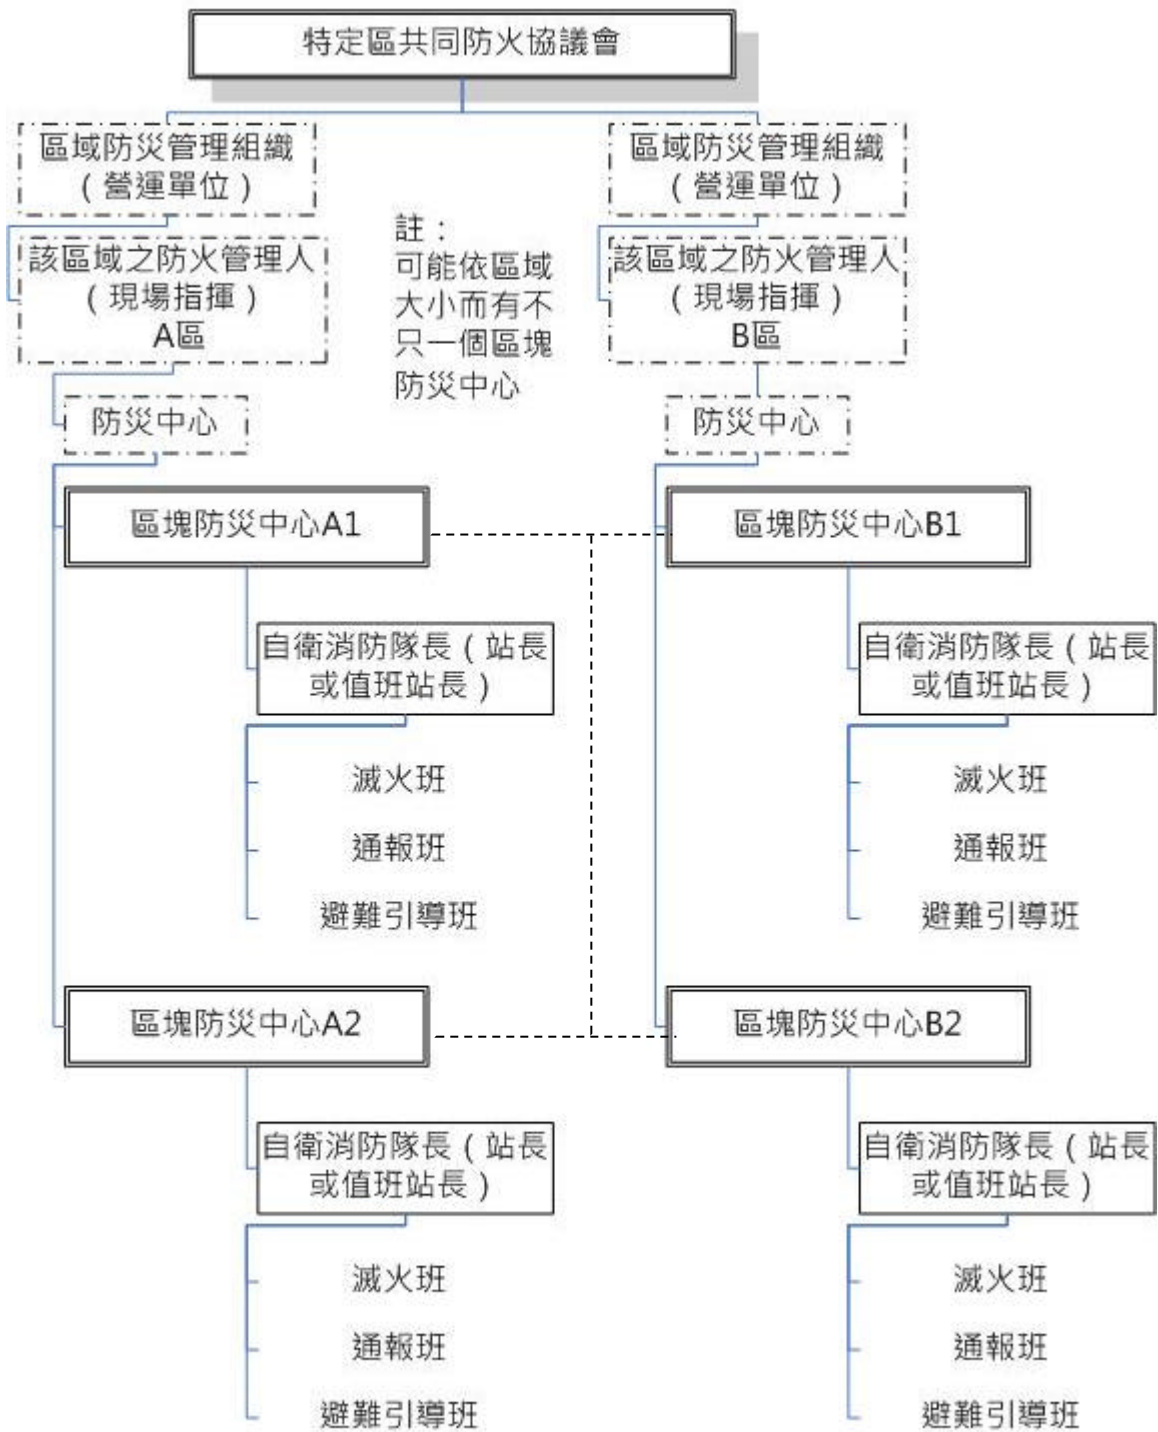 特定區共同防火協議會
區域防災管理組織
（營運單位）
該區域之防火管理人
（現場指揮）
A區
防災中心
區塊防災中心A1
自衛消防隊長（站長
或值班站長）
滅火班
通報班
避難引導班
區塊防災中心A2
自衛消防隊長（站長
或值班站長）
滅火班
通報班
避難引導班
註：
可能依區域
大小而有不
只一個區塊
防災中心
區域防災管理組織
（營運單位）
該區域之防火管理人
（現場指揮）
B區
防災中心
區塊防災中心B1
自衛消防隊長（站長
或值班站長）
滅火班
通報班
避難引導班
區塊防災中心B2
自衛消防隊長（站長
或值班站長）
滅火班
通報班
避難引導班